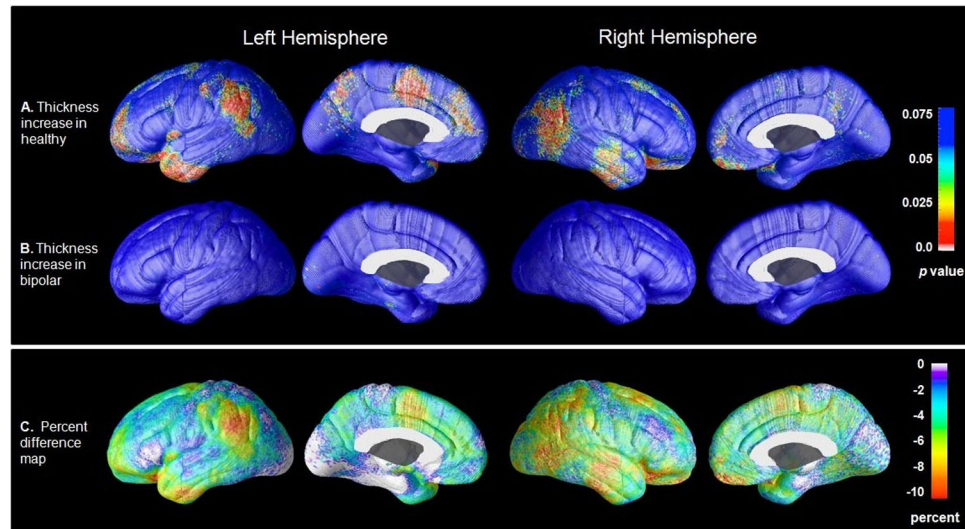 Left Hemisphere
Right Hemisphere
A. Thickness
increase in
healthy
0.075
0.05
0.025
0.0
p value
B. Thickness
increase in
bipolar
C. Percent
difference
map
0
-2
-4
-6
-8
-10
percent